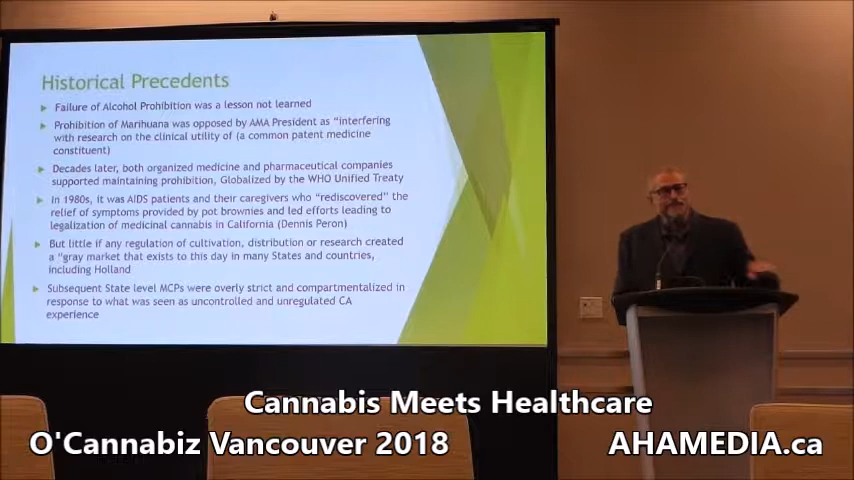 Historical Precedents
Failure of Alcohol Prohibition was a lesson not learned
Prohibition of Marihuana was opposed by AMA President as “interfering
with research on the clinical utility of (a common patent medicine
constituent)
Decades later, both organized medicine and pharmaceutical companies
supported maintaining prohibition, Globalized by the WHO Unified Treaty
In 1980s, it was AIDS patients and their caregivers who “rediscovered” the
relief of symptoms provided by pot brownies and led efforts leading to
legalization of medicinal cannabis in California (Dennis Peron)
But little if any regulation of cultivation, distribution or research created
a “gray market that exists to this day in many States and countries,
including Holland
Subsequent State level MCPs were overly strict and compartmentalized in
response to what was seen as uncontrolled and unregulated CA
experience
Cannabis Meets Healthcare
O'Cannabiz Vancouver 2018
AHAMEDIA.ca